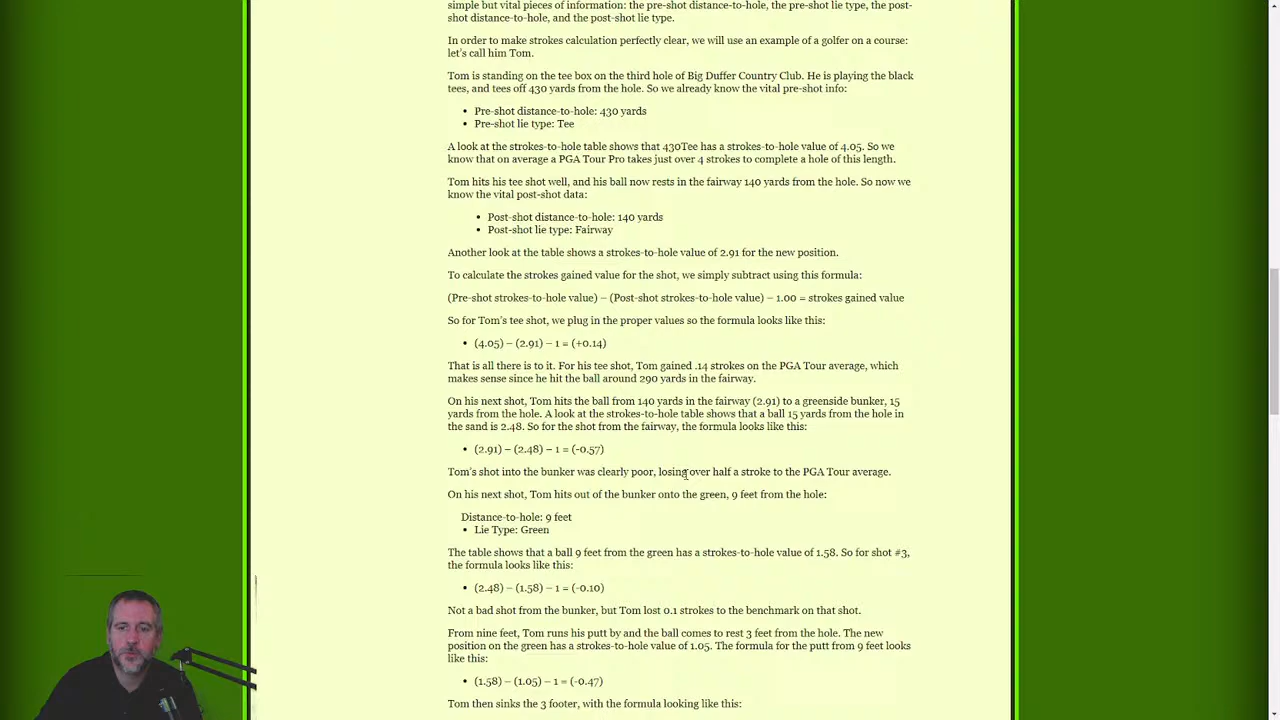 simple but vital pieces of information: the pre-shot distance-to-hole, the pre-shot lie type, the post-
shot distance-to-hole, and the post-shot lie type.
In order to make strokes calculation perfectly clear, we will use an example of a golfer on a course:
let's call him Tom.
Tom is standing on the tee box on the third hole of Big Duffer Country Club. He is playing the black
tees, and tees off 430 yards from the hole. So we already know the vital pre-shot info:
• Pre-shot distance-to-hole: 430 yards
• Pre-shot lie type: Tee
A look at the strokes-to-hole table shows that 430Tee has a strokes-to-hole value of 4.05. So we
know that on average a PGA Tour Pro takes just over 4 strokes to complete a hole of this length.
Tom hits his tee shot well, and his ball now rests in the fairway 140 yards from the hole. So now we
know the vital post-shot data:
• Post-shot distance-to-hole: 140 yards
• Post-shot lie type: Fairway
Another look at the table shows a strokes-to-hole value of 2.91 for the new position.
To calculate the strokes gained value for the shot, we simply subtract using this formula:
(Pre-shot strokes-to-hole value) – (Post-shot strokes-to-hole value) – 1.00 = strokes gained value
So for Tom's tee shot, we plug in the proper values so the formula looks like this:
• (4.05) – (2.91) – 1 = (+0.14)
That is all there is to it. For his tee shot, Tom gained .14 strokes on the PGA Tour average, which
makes sense since he hit the ball around 290 yards in the fairway.
On his next shot, Tom hits the ball from 140 yards in the fairway (2.91) to a greenside bunker, 15
yards from the hole. A look at the strokes-to-hole table shows that a ball 15 yards from the hole in
the sand is 2.48. So for the shot from the fairway, the formula looks like this:
• (2.91) – (2.48) – 1 = (-0.57)
Tom's shot into the bunker was clearly poor, losing over half a stroke to the PGA Tour average.
On his next shot, Tom hits out of the bunker onto the green, 9 feet from the hole:
Distance-to-hole: 9 feet
• Lie Type: Green
The table shows that a ball 9 feet from the green has a strokes-to-hole value of 1.58. So for shot #3,
the formula looks like this:
• (2.48) – (1.58) – 1 = (-0.10)
Not a bad shot from the bunker, but Tom lost 0.1 strokes to the benchmark on that shot.
From nine feet, Tom runs his putt by and the ball comes to rest 3 feet from the hole. The new
position on the green has a strokes-to-hole value of 1.05. The formula for the putt from 9 feet looks
like this:
• (1.58) – (1.05) – 1 = (-0.47)
Tom then sinks the 3 footer, with the formula looking like this: